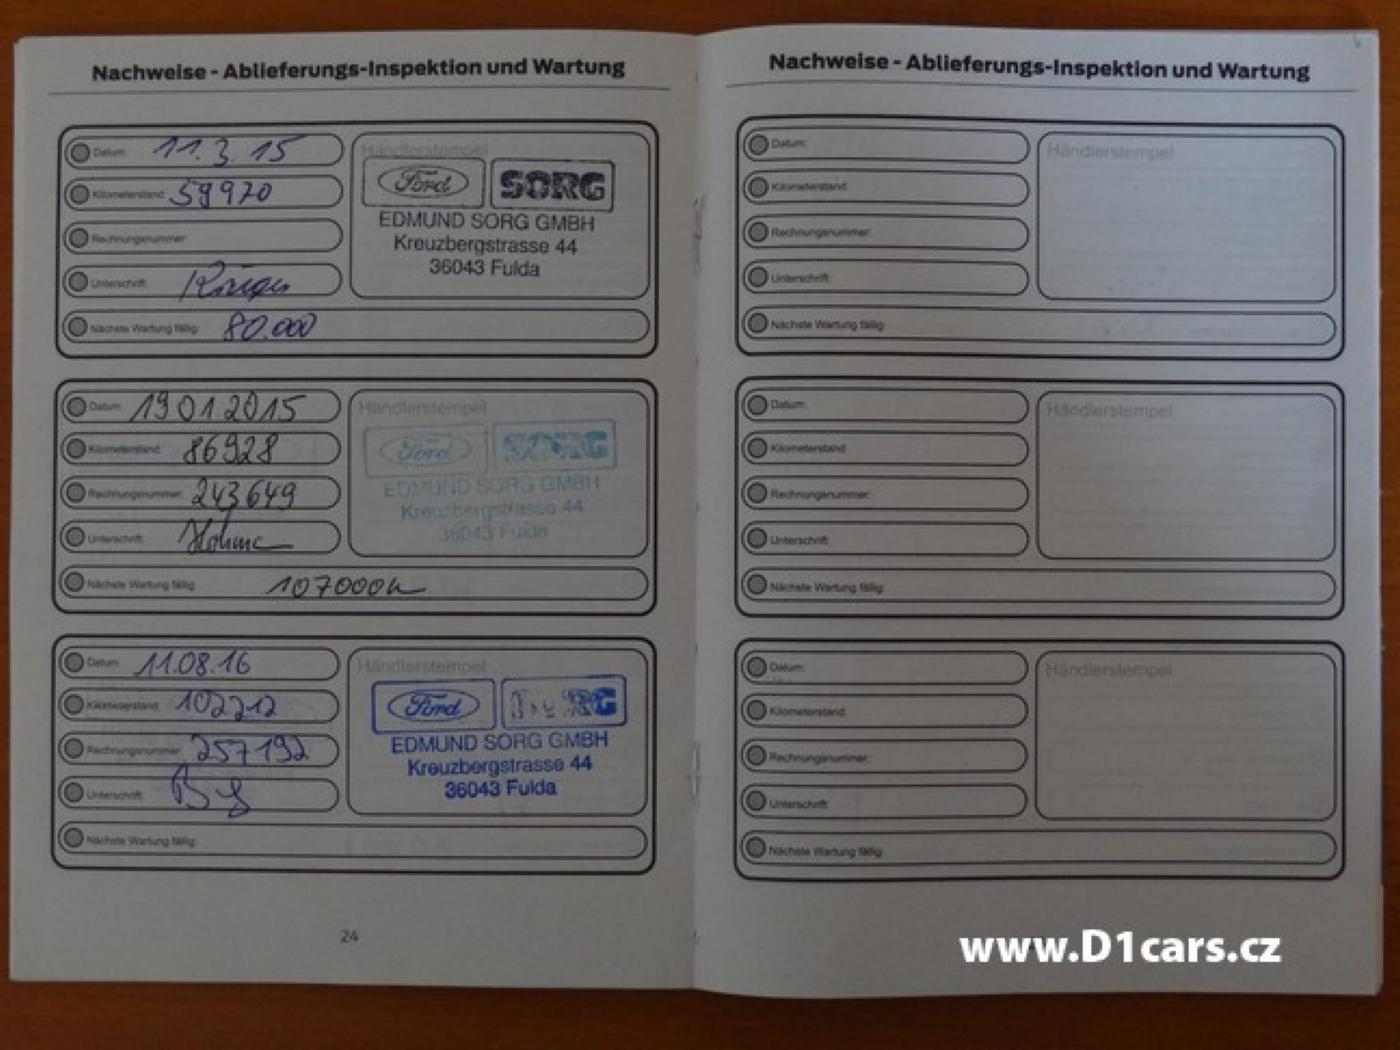 Nachweise - Ablieferungs-Inspektion und Wartung
Datum: 11.3.15
Kilometerstand: 59970
Rechnungsnummer:
Unterschrift:
Nächste Wartung fällig: 80.000
Händlerstempel
Ford SORG
EDMUND SORG GMBH
Kreuzbergstrasse 44
36043 Fulda
Datum: 19.01.2015
Kilometerstand: 86928
Rechnungsnummer: 243649
Unterschrift:
Nächste Wartung fällig: 107000
Händlerstempel
Ford SORG
EDMUND SORG GMBH
Kreuzbergstrasse 44
36043 Fulda
Datum: 11.08.16
Kilometerstand: 102212
Rechnungsnummer: 257192
Unterschrift:
Nächste Wartung fällig:
Händlerstempel
Ford SORG
EDMUND SORG GMBH
Kreuzbergstrasse 44
36043 Fulda
24
Nachweise - Ablieferungs-Inspektion und Wartung
Datum:
Kilometerstand:
Rechnungsnummer:
Unterschrift:
Nächste Wartung fällig:
Händlerstempel
Datum:
Kilometerstand:
Rechnungsnummer:
Unterschrift:
Nächste Wartung fällig:
Händlerstempel
Datum:
Kilometerstand:
Rechnungsnummer:
Unterschrift:
Nächste Wartung fällig:
Händlerstempel
www.D1cars.cz